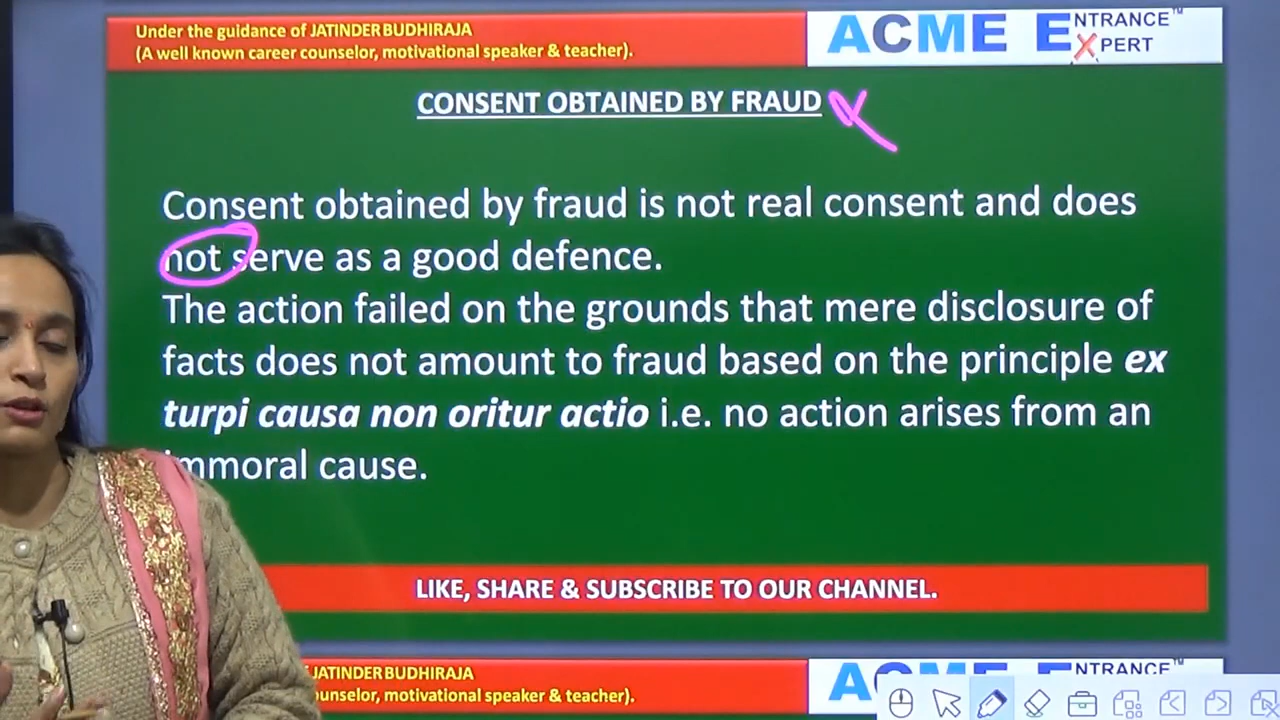 Under the guidance of JATINDER BUDHIRAJA
(A well known career counselor, motivational speaker & teacher).
ACME ENTRANCE™
EXPERT
CONSENT OBTAINED BY FRAUD
Consent obtained by fraud is not real consent and does
not serve as a good defence.
The action failed on the grounds that mere disclosure of
facts does not amount to fraud based on the principle ex
turpi causa non oritur actio i.e. no action arises from an
immoral cause.
LIKE, SHARE & SUBSCRIBE TO OUR CHANNEL.
JATINDER BUDHIRAJA
ounselor, motivational speaker & teacher).
ACME ENTRANCE™